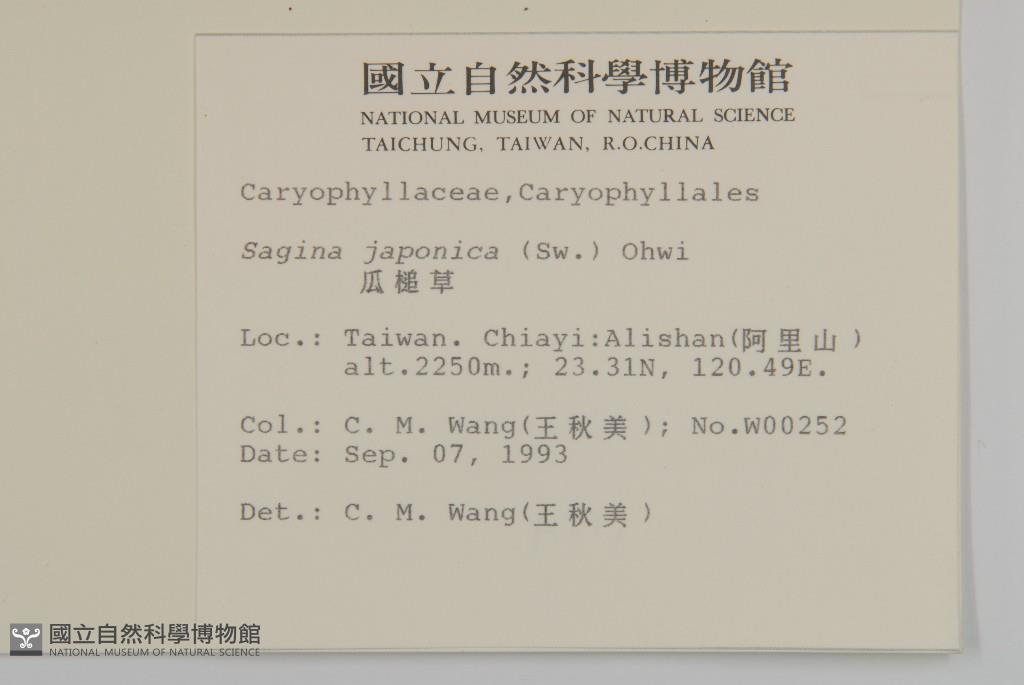 國立自然科學博物館
NATIONAL MUSEUM OF NATURAL SCIENCE
TAICHUNG, TAIWAN, R.O.CHINA
Caryophyllaceae,Caryophyllales
Sagina japonica (Sw.) Ohwi
瓜槌草
Loc.: Taiwan. Chiayi:Alishan(阿里山)
alt.2250m.; 23.31N, 120.49E.
Col.: C. M. Wang(王秋美); No.W00252
Date: Sep. 07, 1993
Det.: C. M. Wang(王秋美)
國立自然科學博物館
NATIONAL MUSEUM OF NATURAL SCIENCE